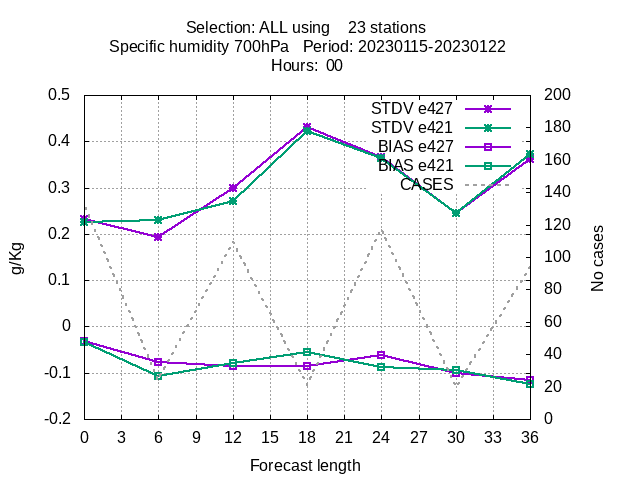 Selection: ALL using 23 stations
Specific humidity 700hPa Period: 20230115-20230122
Hours: 00
0.5
0.4
0.3
0.2
0.1
0
-0.1
-0.2
g/Kg
STDV e427
STDV e421
BIAS e427
BIAS e421
CASES
200
180
160
140
120
100
80
60
40
20
0
No cases
0 3 6 9 12 15 18 21 24 27 30 33 36
Forecast length